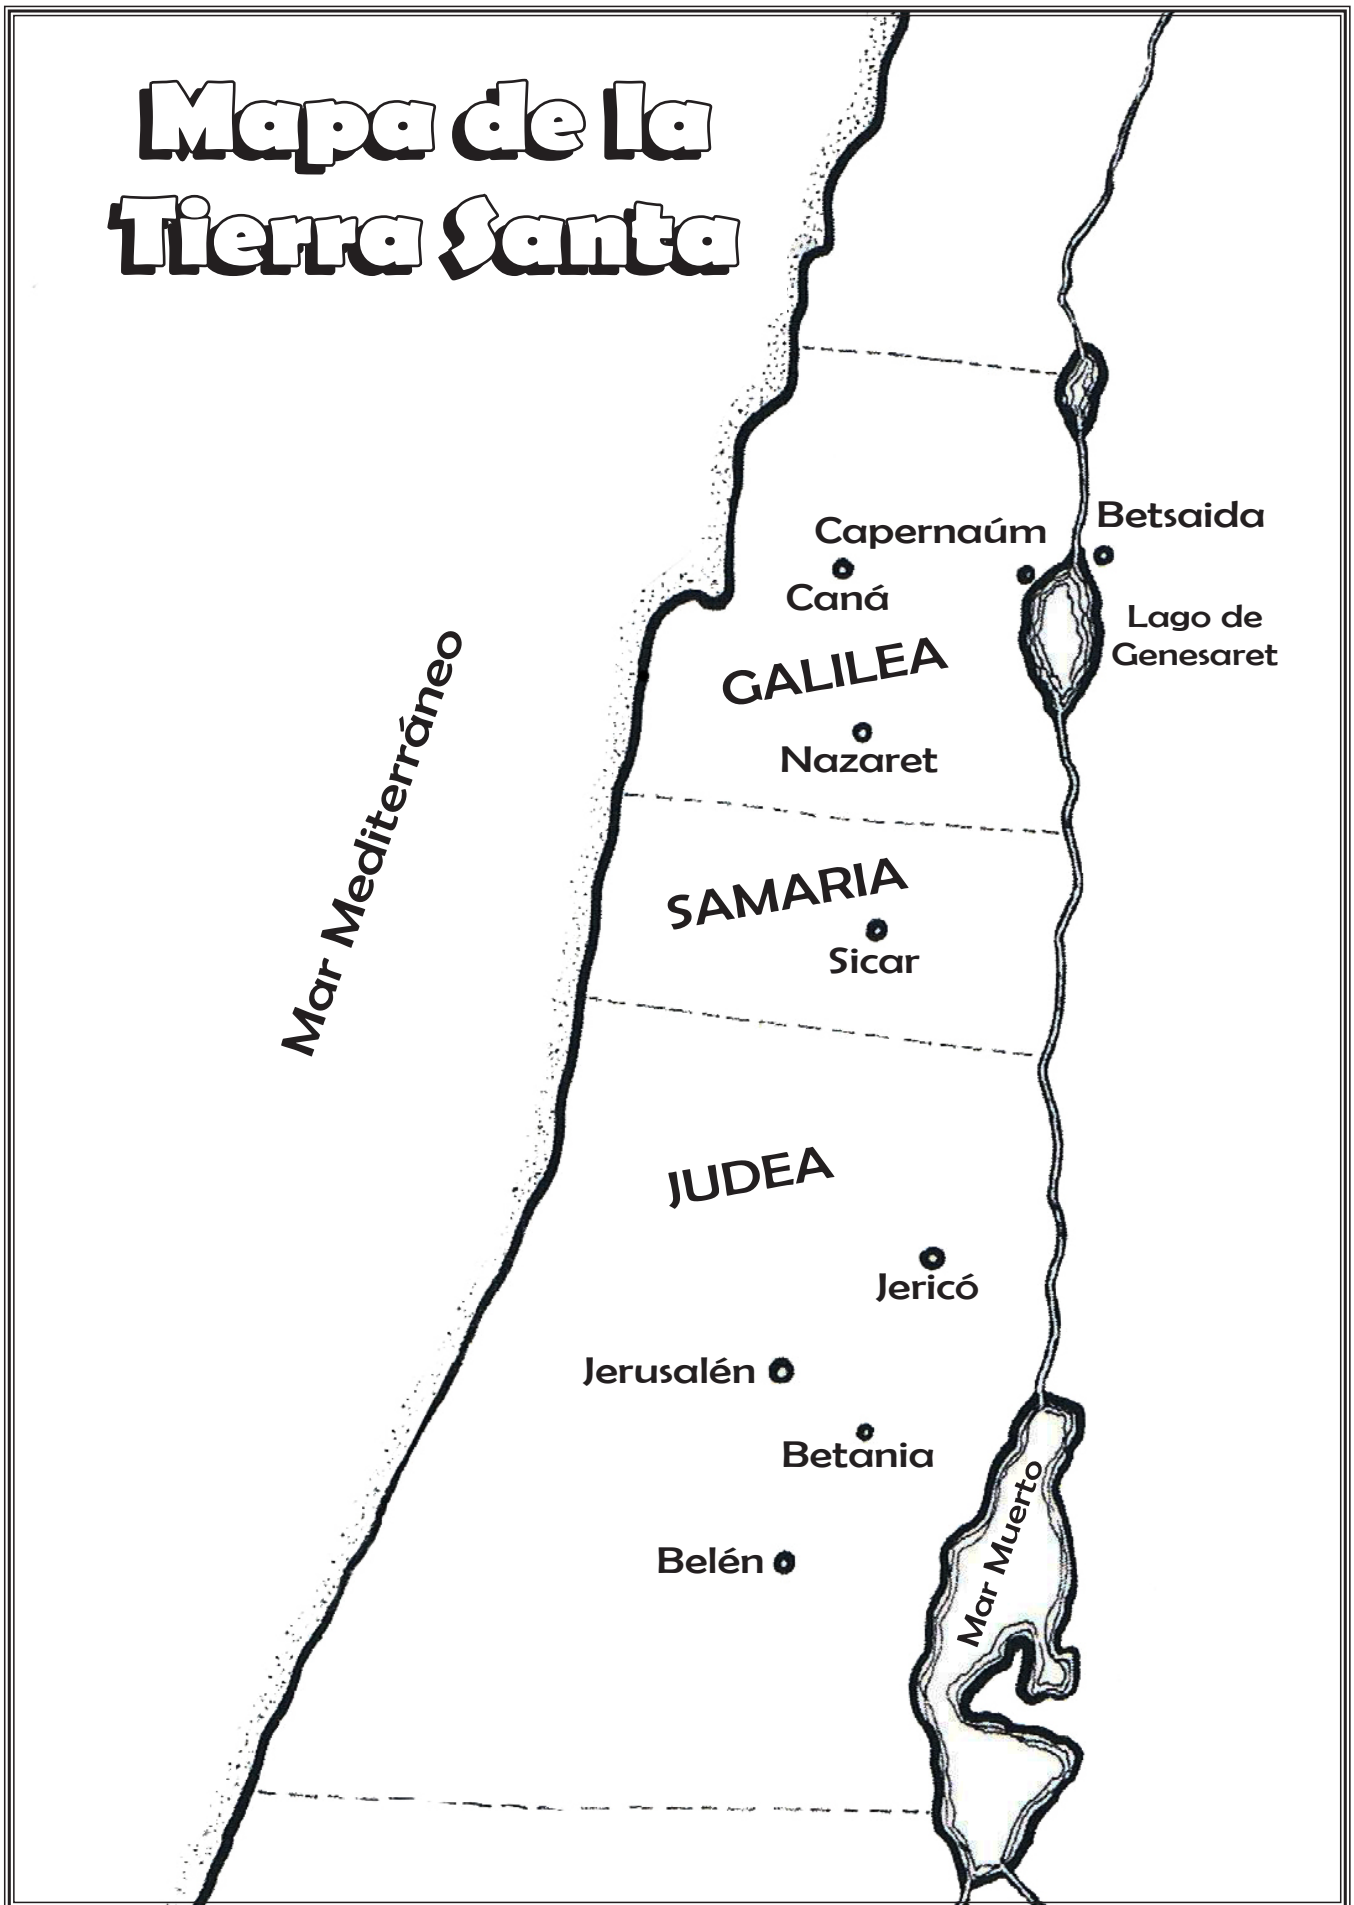 Mapa de la
Tierra Santa
Betsaida
Capernaúm
Caná
Lago de
Genesaret
GALILEA
Nazaret
Mar Mediterráneo
SAMARIA
Sicar
JUDEA
Jericó
Jerusalén
Betania
Mar Muerto
Belén